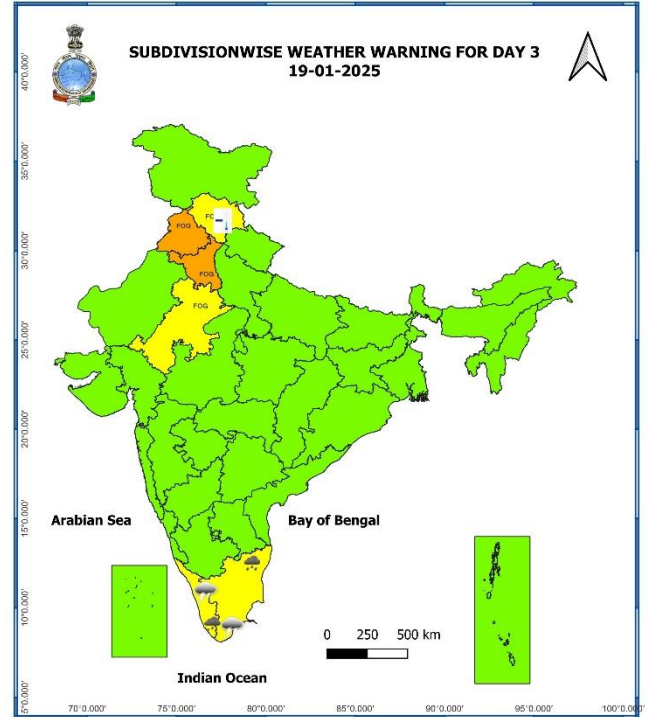 SUBDIVISIONWISE WEATHER WARNING FOR DAY 3
19-01-2025
40°0.000'
35°0.000'
30°0.000'
25°0.000'
20°0.000'
15°0.000'
10°0.000'
5°0.000'
FOG
FOG
FOG
Arabian Sea
Bay of Bengal
0 250 500 km
Indian Ocean
70°0.000' 75°0.000' 80°0.000' 85°0.000' 90°0.000' 95°0.000' 100°0.000'